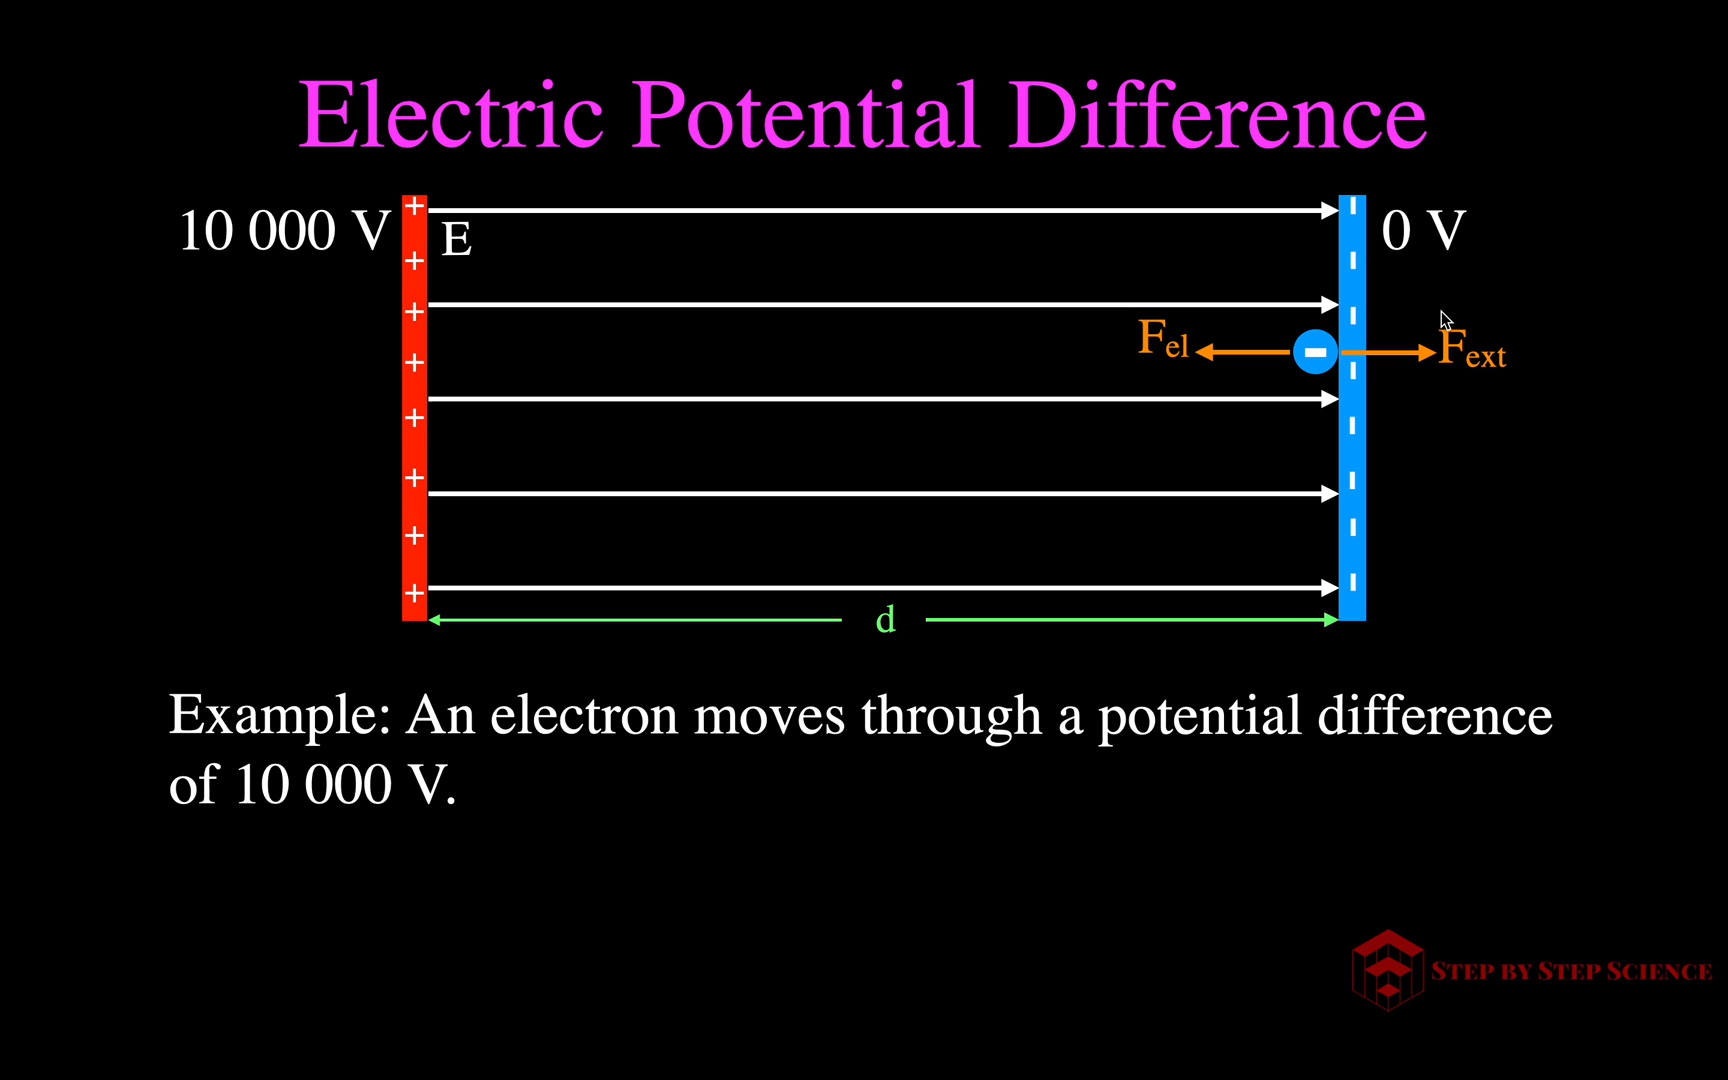 Electric Potential Difference
10 000 V
E
0 V
Fel
Fext
d
Example: An electron moves through a potential difference
of 10 000 V.
STEP BY STEP SCIENCE